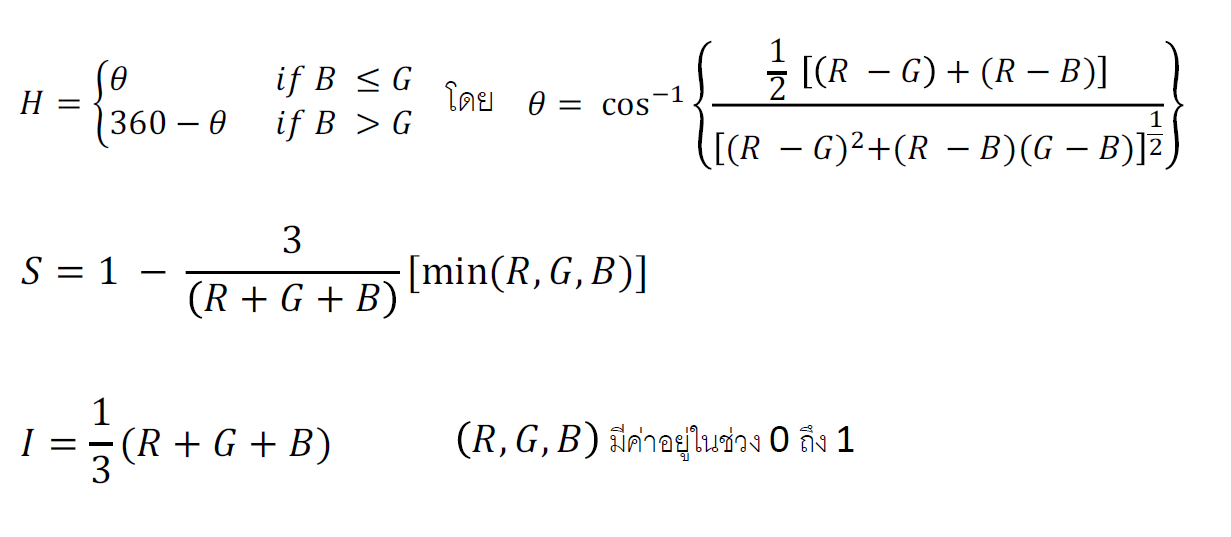 H = {θ if B ≤ G, 360 − θ if B > G โดย θ = cos⁻¹ { ½ [(R − G) + (R − B)] / [(R − G)²+(R − B)(G − B)]^½ }
S = 1 − 3/(R + G + B) [min(R, G, B)]
I = 1/3 (R + G + B) (R, G, B) มีค่าอยู่ในช่วง 0 ถึง 1